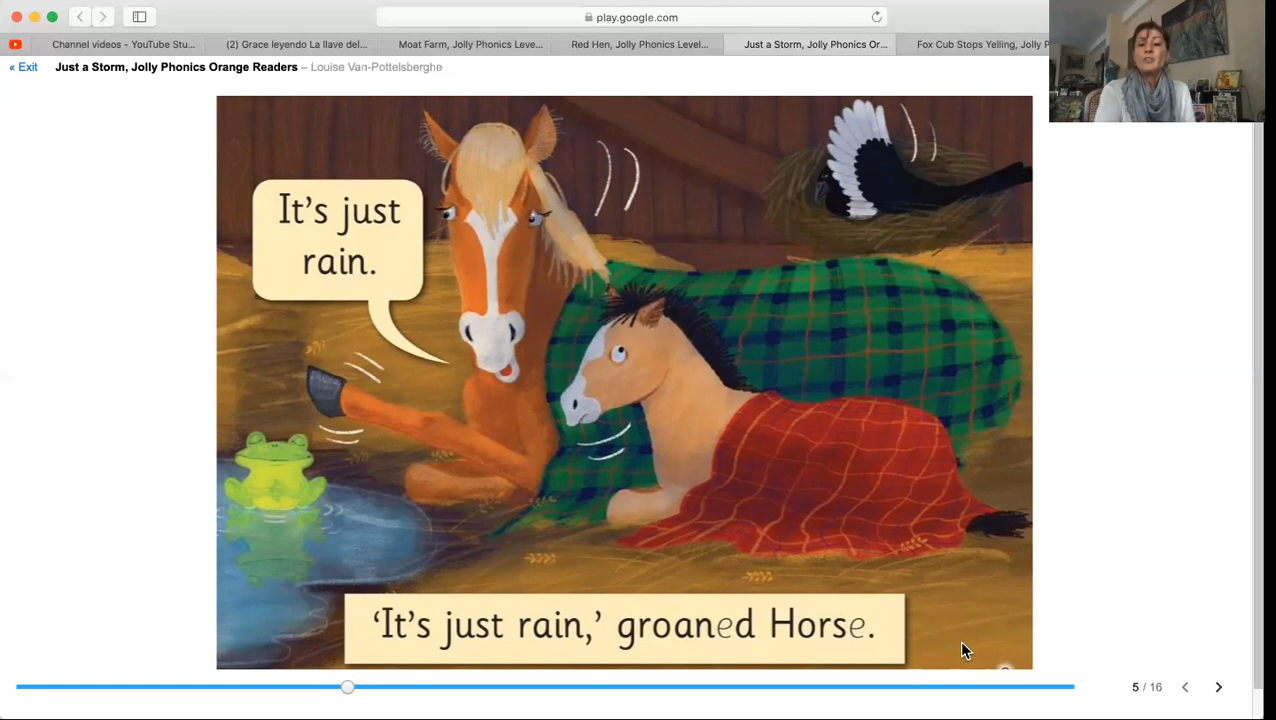 play.google.com
Channel videos - YouTube Stu...
(2) Grace leyendo La llave del...
Moat Farm, Jolly Phonics Leve...
Red Hen, Jolly Phonics Level...
Just a Storm, Jolly Phonics Or...
Fox Cub Stops Yelling, Jolly P
« Exit
Just a Storm, Jolly Phonics Orange Readers – Louise Van-Pottelsberghe
It's just
rain.
‘It's just rain,’ groaned Horse.
5 / 16